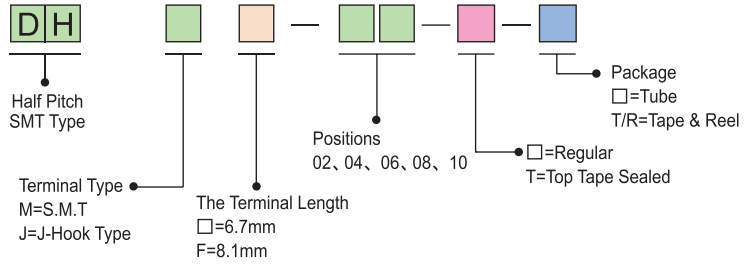 DH
Half Pitch
SMT Type
Terminal Type
M=S.M.T
J=J-Hook Type
The Terminal Length
□=6.7mm
F=8.1mm
Positions
02、04、06、08、10
□=Regular
T=Top Tape Sealed
Package
□=Tube
T/R=Tape & Reel